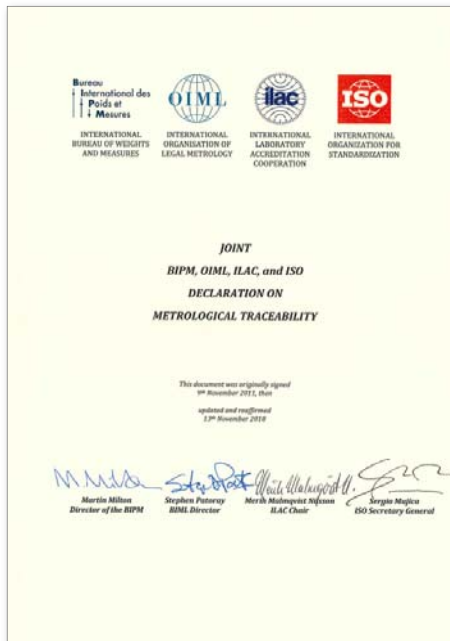 Bureau
International des
Poids et
Mesures
OIML
ilac
ISO
INTERNATIONAL
BUREAU OF WEIGHTS
AND MEASURES
INTERNATIONAL
ORGANISATION OF
LEGAL METROLOGY
INTERNATIONAL
LABORATORY
ACCREDITATION
COOPERATION
INTERNATIONAL
ORGANIZATION FOR
STANDARDIZATION
JOINT
BIPM, OIML, ILAC, and ISO
DECLARATION ON
METROLOGICAL TRACEABILITY
This document was originally signed
9th November 2011, then
updated and reaffirmed
13th November 2018
Martin Milton
Director of the BIPM
Stephen Patoray
BIML Director
Merih Malmqvist Nilsson
ILAC Chair
Sergio Mujica
ISO Secretary General